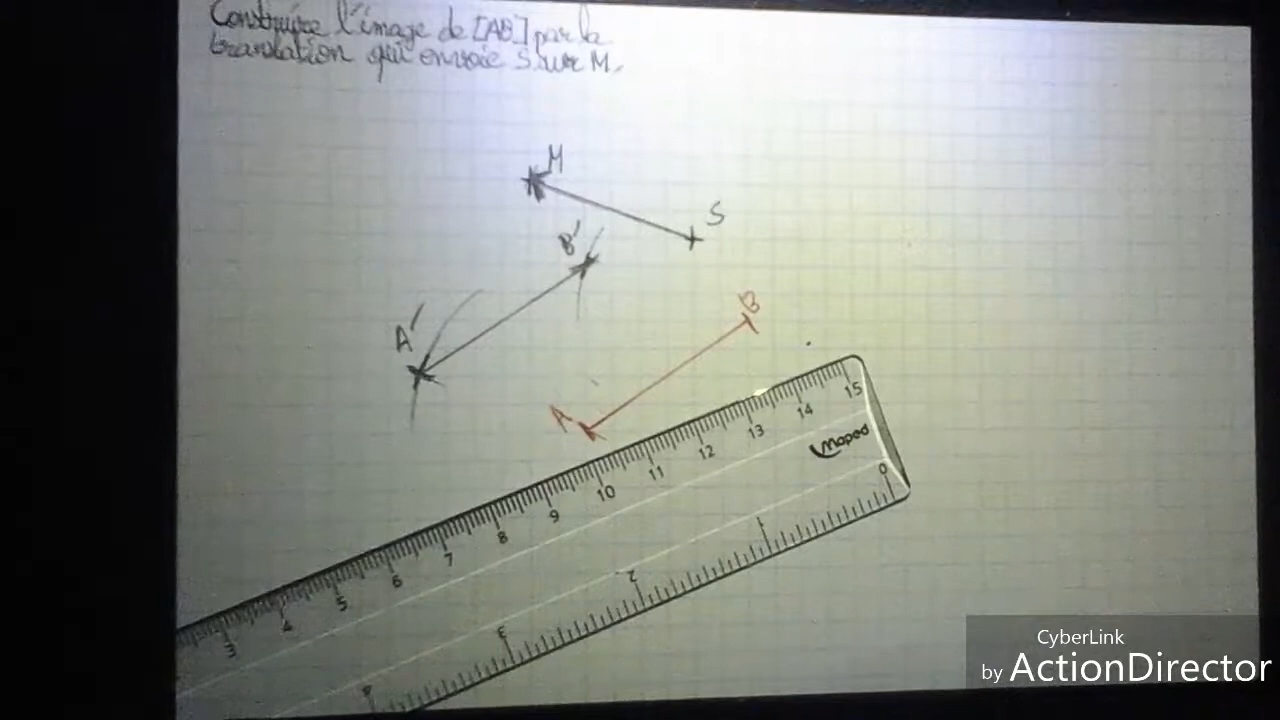 Construire l'image de [AB] par la
translation qui envoie S sur M.
M
S
B'
A'
B
A
15
14
13
12
11
10
9
8
7
6
5
4
3
Maped
0
1
2
3
4
CyberLink
by ActionDirector